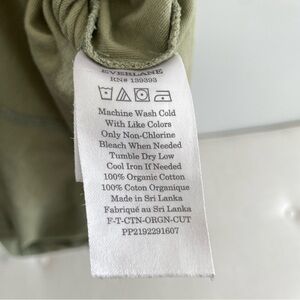 EVERLANE
RN# 139393
Machine Wash Cold
With Like Colors
Only Non-Chlorine
Bleach When Needed
Tumble Dry Low
Cool Iron If Needed
100% Organic Cotton
100% Coton Organique
Made in Sri Lanka
Fabriqué au Sri Lanka
F-T-CTN-ORGN-CUT
PP2192291607